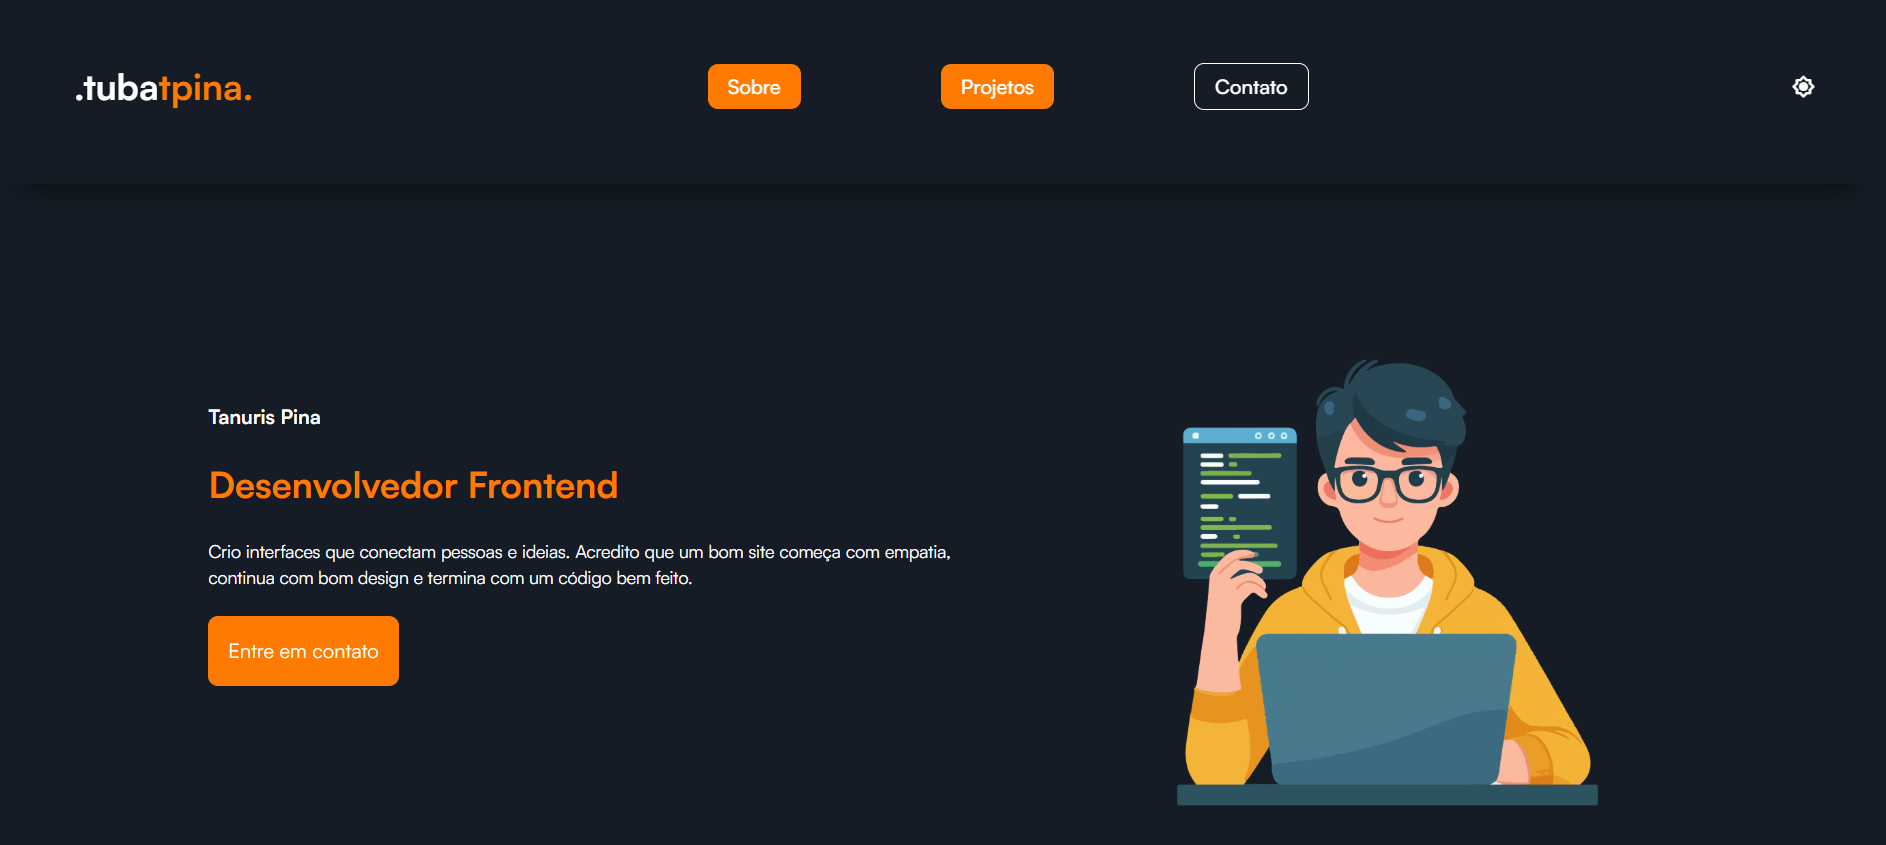 .tubatpina.
Sobre
Projetos
Contato
Tanuris Pina
Desenvolvedor Frontend
Crio interfaces que conectam pessoas e ideias. Acredito que um bom site começa com empatia,
continua com bom design e termina com um código bem feito.
Entre em contato